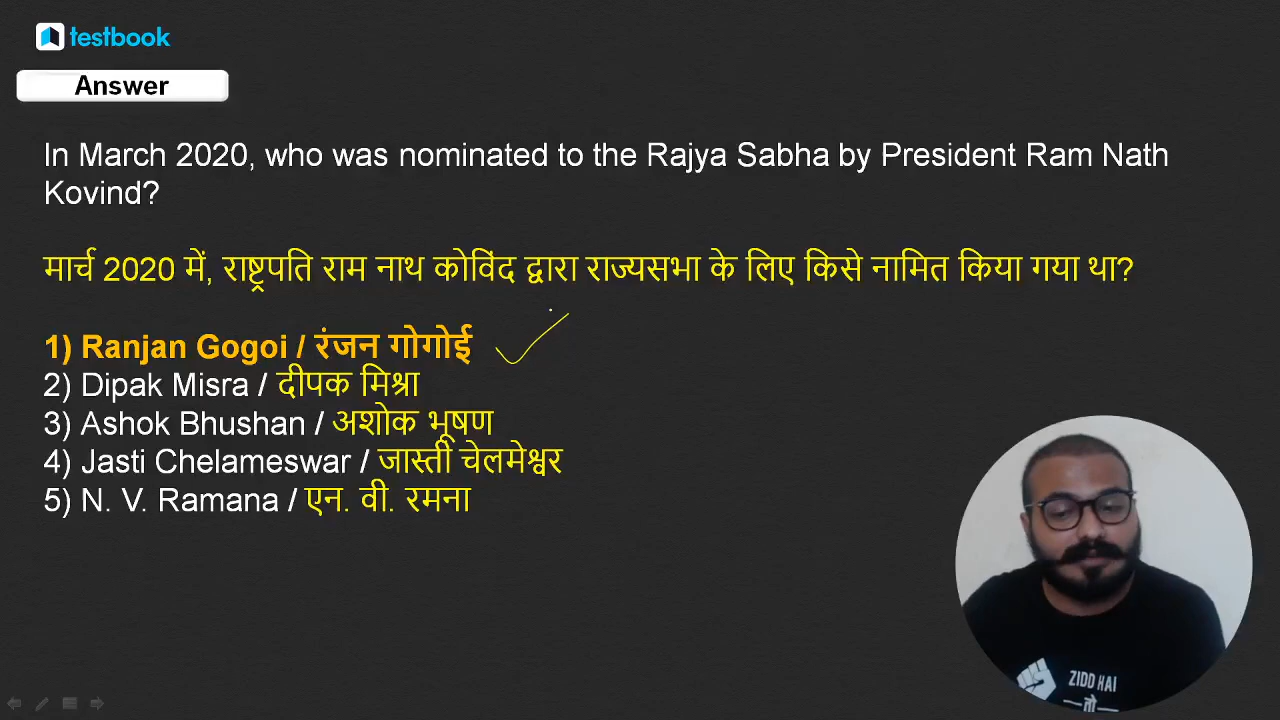 testbook
Answer
In March 2020, who was nominated to the Rajya Sabha by President Ram Nath
Kovind?
मार्च 2020 में, राष्ट्रपति राम नाथ कोविंद द्वारा राज्यसभा के लिए किसे नामित किया गया था?
1) Ranjan Gogoi / रंजन गोगोई
2) Dipak Misra / दीपक मिश्रा
3) Ashok Bhushan / अशोक भूषण
4) Jasti Chelameswar / जास्ती चेलमेश्वर
5) N. V. Ramana / एन. वी. रमना
ZIDD HAI
तो